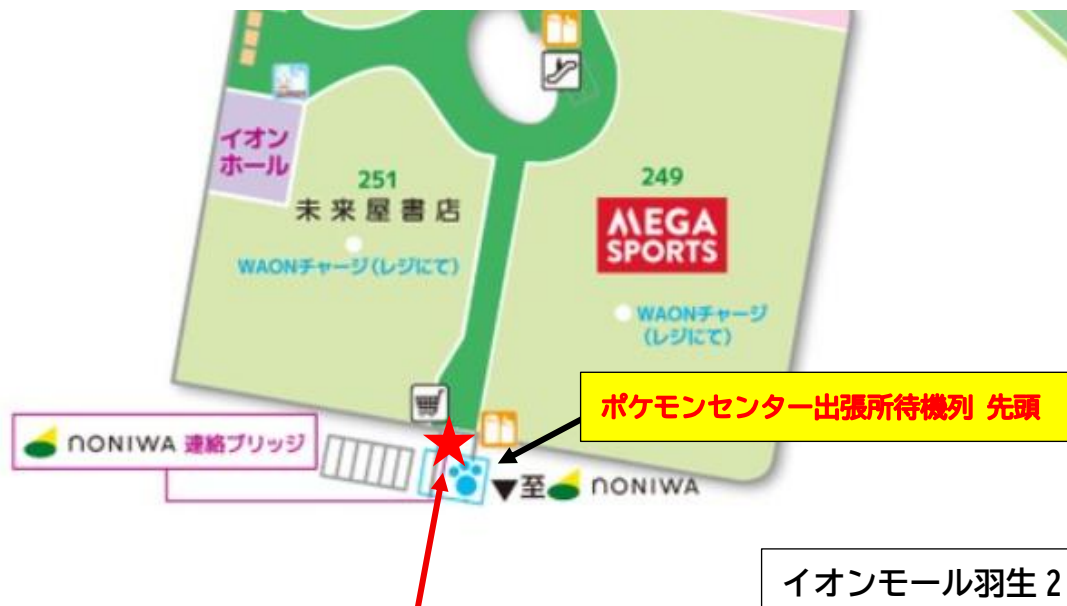 イオン
ホール
251
未来屋書店
WAONチャージ(レジにて)
249
MEGA
SPORTS
WAONチャージ
(レジにて)
ポケモンセンター出張所待機列 先頭
noniwa 連絡ブリッジ
▼至 noniwa
イオンモール羽生2